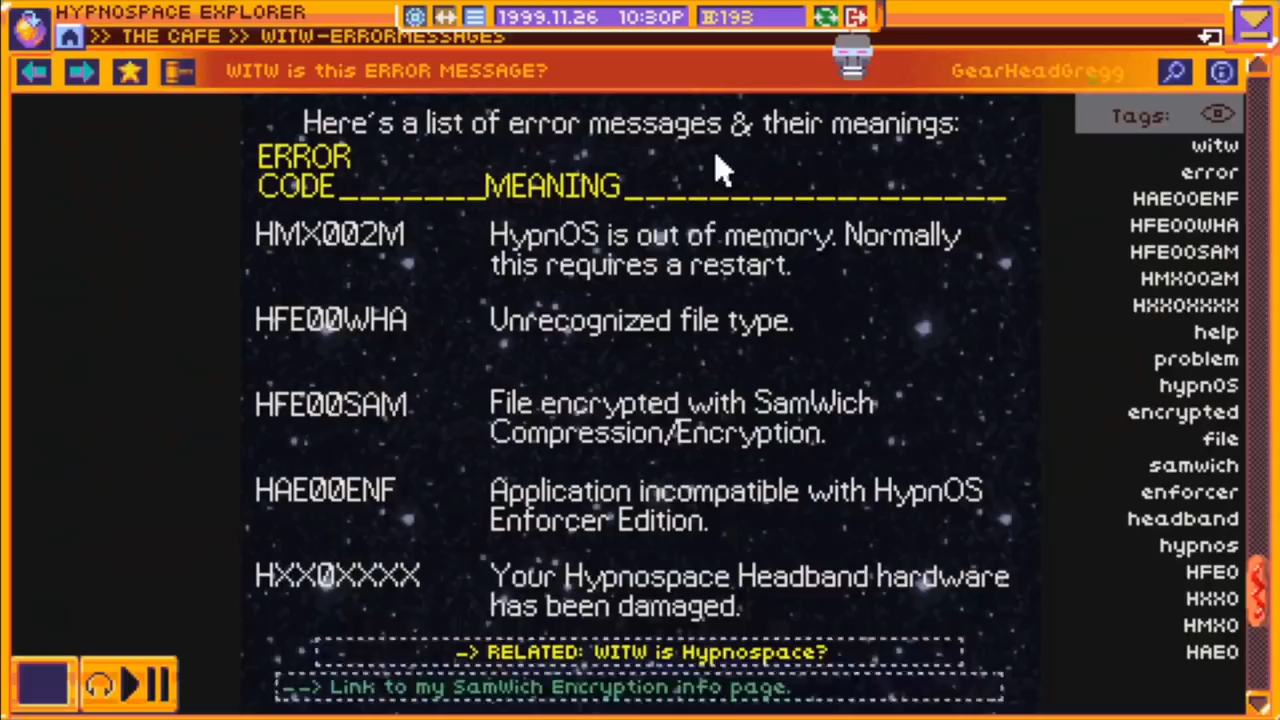 HYPNOSPACE EXPLORER
1999.11.26 10:30P 193
>> THE CAFE >> WITW-ERRORMESSAGES
WITW is this ERROR MESSAGE? GearHeadGregg
Here's a list of error messages & their meanings:
ERROR
CODE_______MEANING__________________
HMX002M HypnOS is out of memory. Normally
this requires a restart.
HFE00WHA Unrecognized file type.
HFE00SAM File encrypted with SamWich
Compression/Encryption.
HAE00ENF Application incompatible with HypnOS
Enforcer Edition.
HXX0XXXX Your Hypnospace Headband hardware
has been damaged.
-> RELATED: WITW is Hypnospace?
--> Link to my SamWich Encryption info page.
Tags:
witw
error
HAE00ENF
HFE00WHA
HFE00SAM
HMX002M
HXX0XXXX
help
problem
hypnOS
encrypted
file
samwich
enforcer
headband
hypnos
HFE0
HXX0
HMX0
HAE0